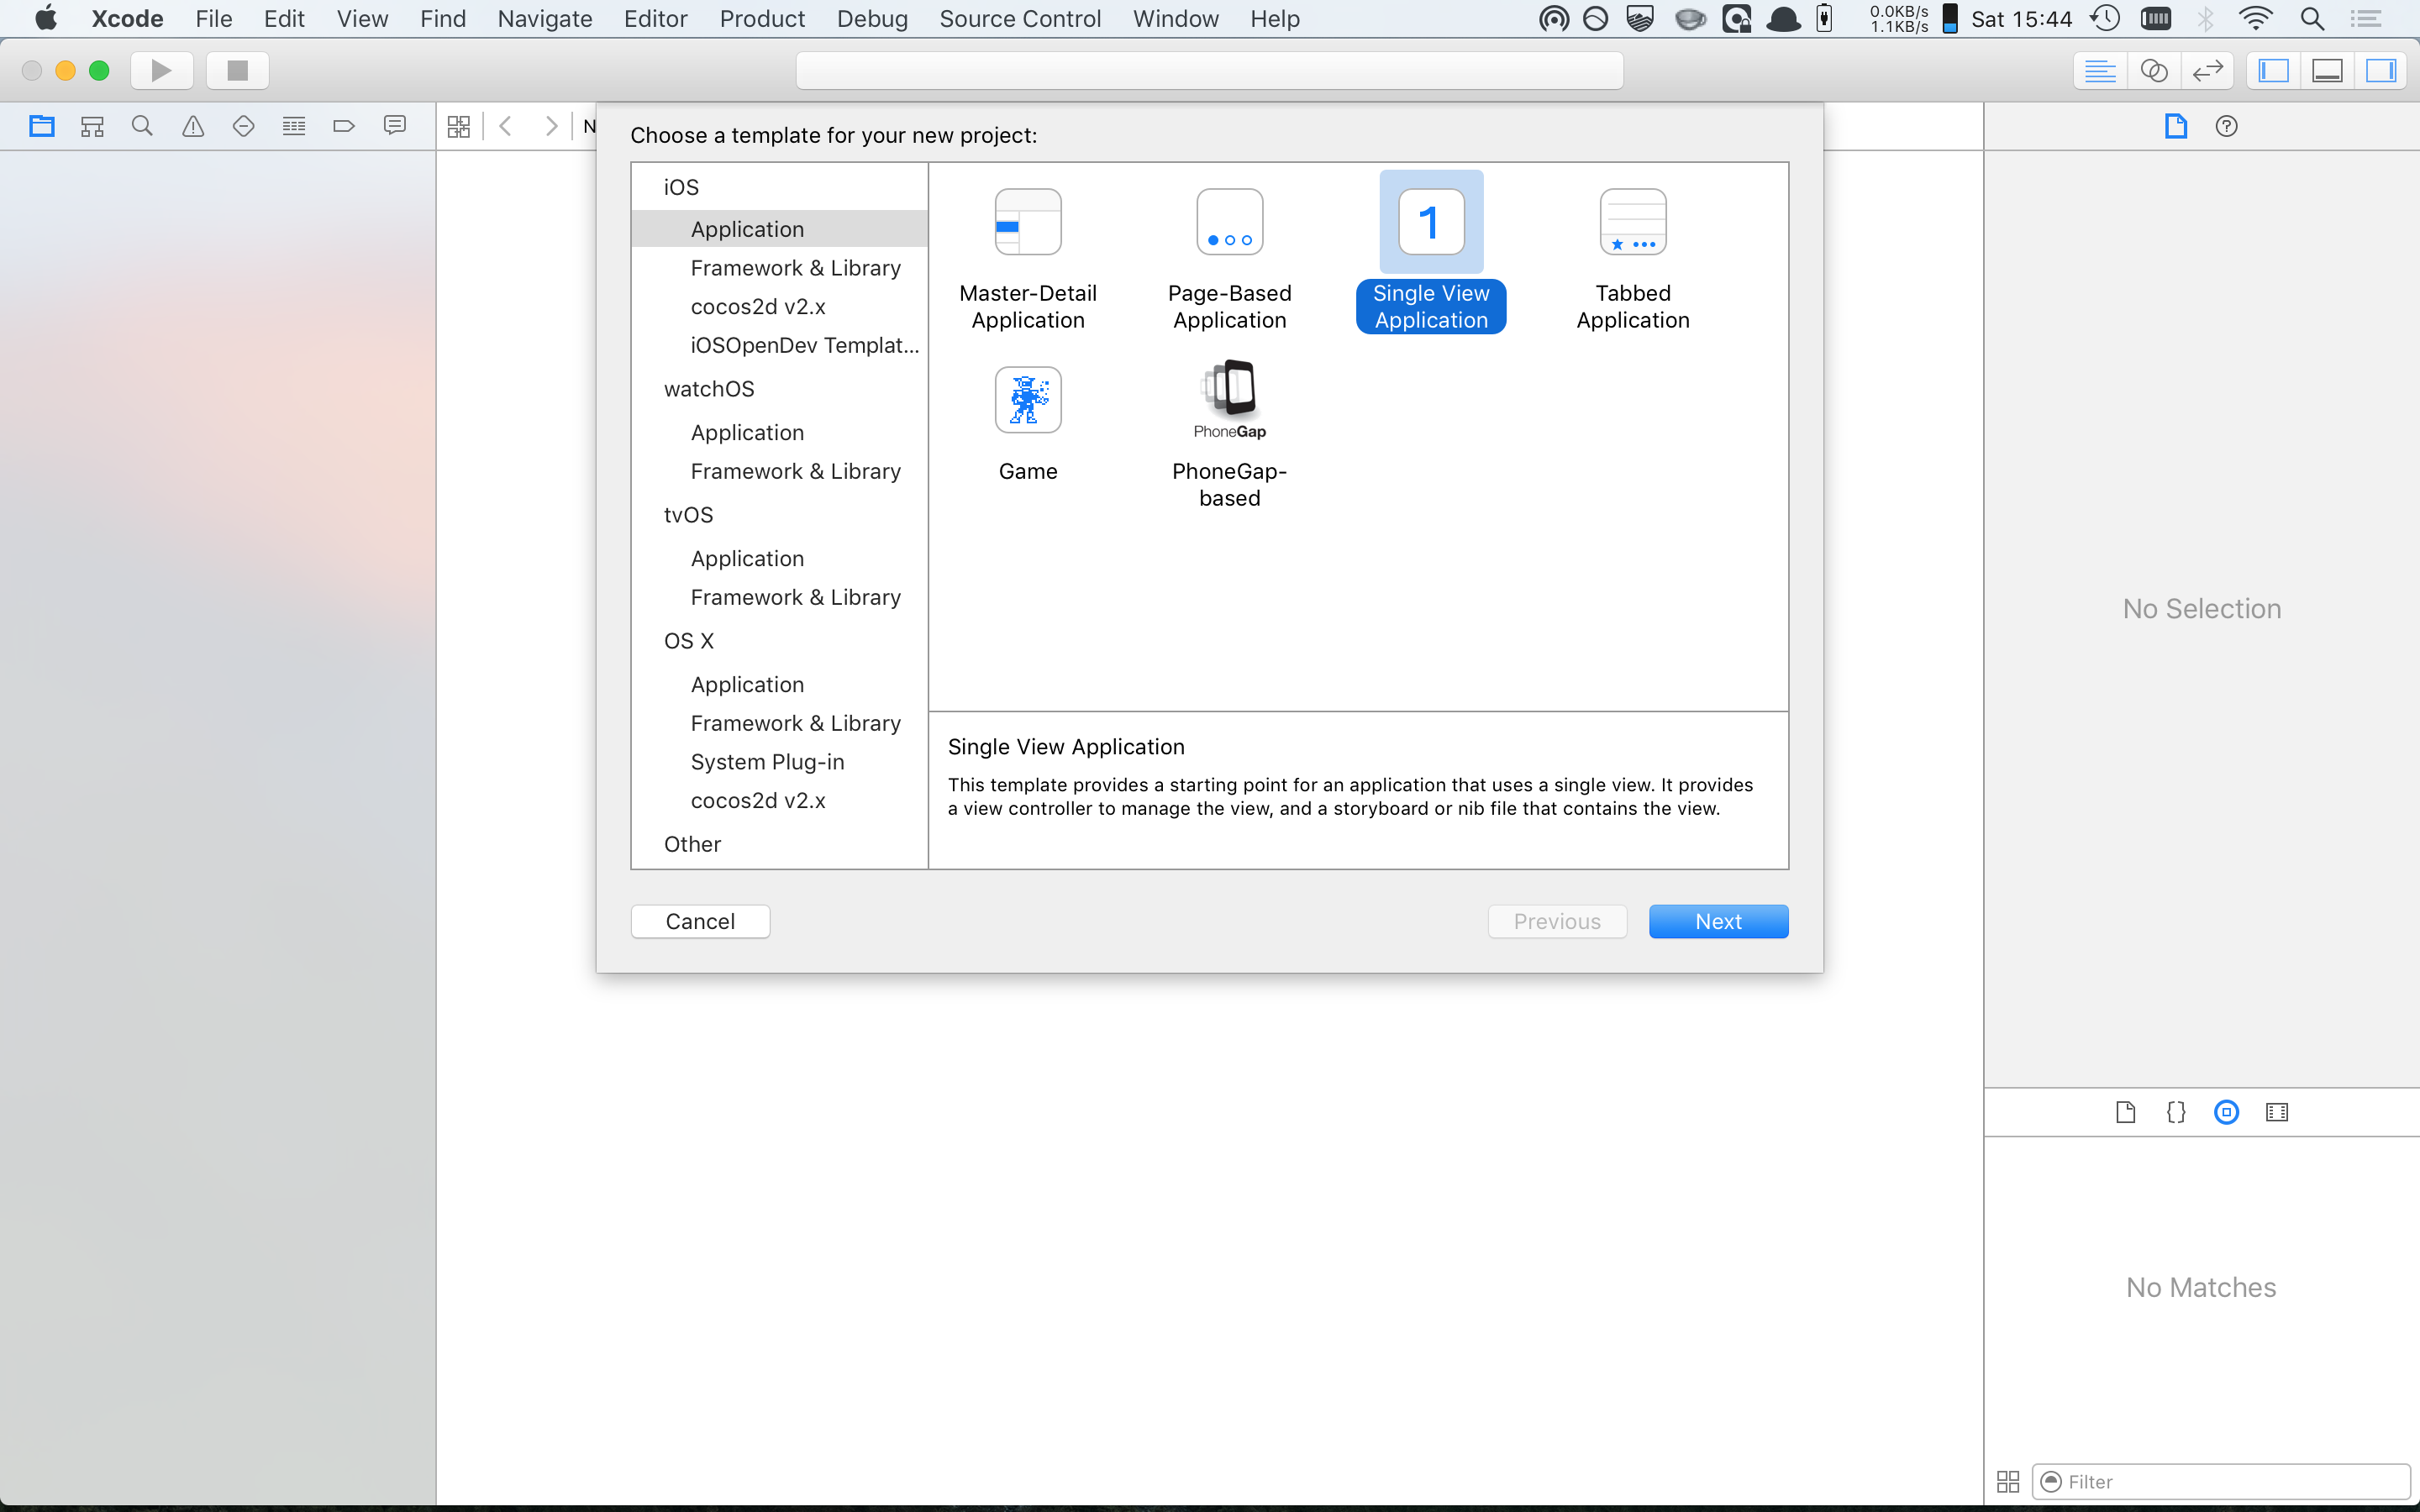 Xcode File Edit View Find Navigate Editor Product Debug Source Control Window Help
0.0KB/s
1.1KB/s
Sat 15:44
N
Choose a template for your new project:
iOS
Application
Framework & Library
cocos2d v2.x
iOSOpenDev Templat...
watchOS
Application
Framework & Library
tvOS
Application
Framework & Library
OS X
Application
Framework & Library
System Plug-in
cocos2d v2.x
Other
Master-Detail
Application
Page-Based
Application
1
Single View
Application
Tabbed
Application
Game
PhoneGap
PhoneGap-
based
Single View Application
This template provides a starting point for an application that uses a single view. It provides
a view controller to manage the view, and a storyboard or nib file that contains the view.
Cancel
Previous
Next
No Selection
{}
No Matches
Filter